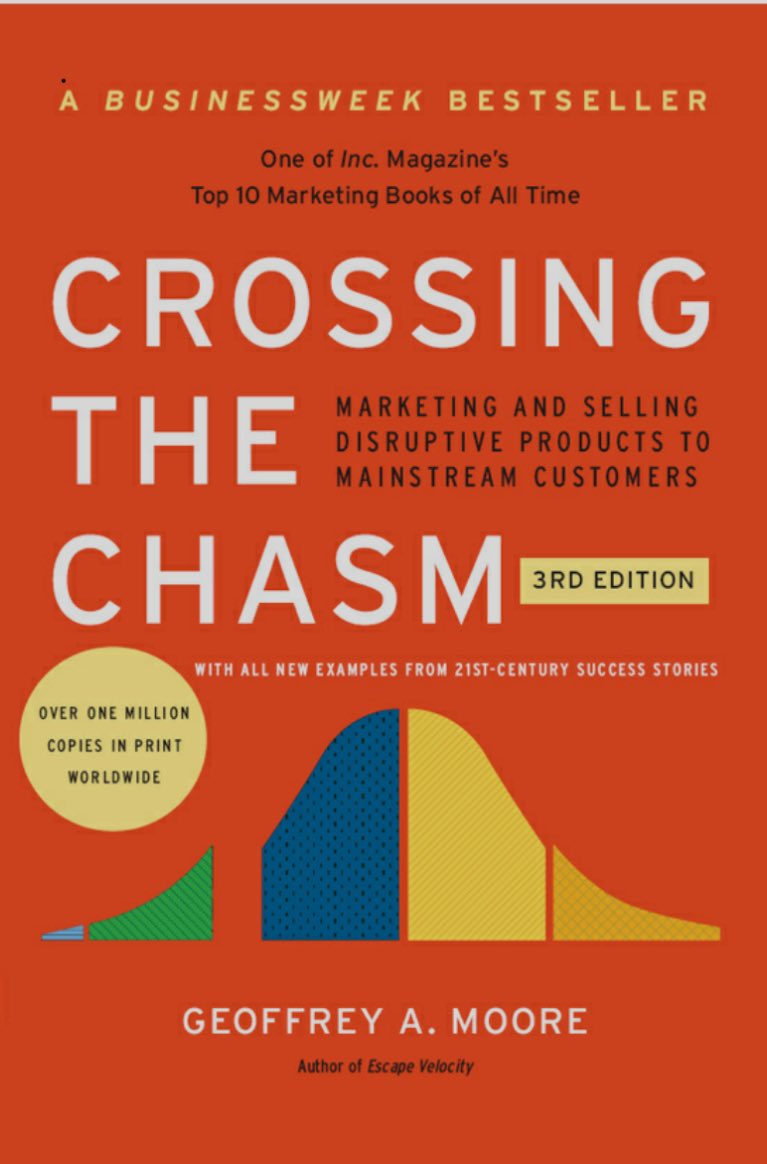 A BUSINESSWEEK BESTSELLER
One of Inc. Magazine's
Top 10 Marketing Books of All Time
CROSSING
THE
MARKETING AND SELLING
DISRUPTIVE PRODUCTS TO
MAINSTREAM CUSTOMERS
CHASM
3RD EDITION
WITH ALL NEW EXAMPLES FROM 21ST-CENTURY SUCCESS STORIES
OVER ONE MILLION
COPIES IN PRINT
WORLDWIDE
GEOFFREY A. MOORE
Author of Escape Velocity